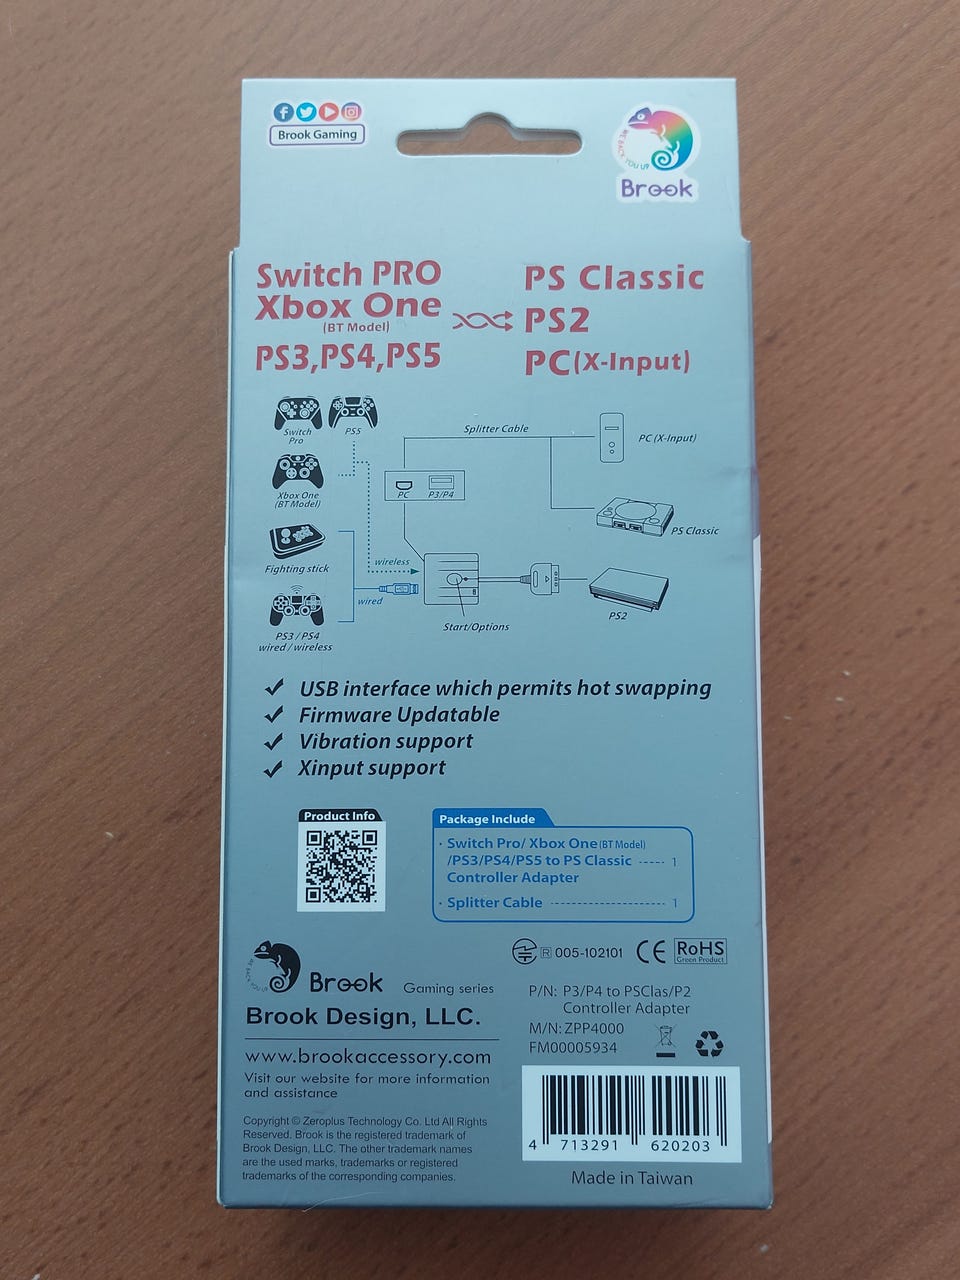 Brook Gaming
WE BACK YOU UP
Brook
Switch PRO
Xbox One
(BT Model)
PS3,PS4,PS5
PS Classic
PS2
PC(X-Input)
Switch
Pro
PS5
Xbox One
(BT Model)
Fighting stick
PS3 / PS4
wired / wireless
Splitter Cable
PC
P3/P4
wireless
wired
Start/Options
PC (X-Input)
PS Classic
PS2
USB interface which permits hot swapping
Firmware Updatable
Vibration support
Xinput support
Product Info
Package Include
· Switch Pro/ Xbox One(BT Model)
/PS3/PS4/PS5 to PS Classic ----- 1
Controller Adapter
· Splitter Cable ----------------------- 1
WE BACK YOU UP
Brook Gaming series
Brook Design, LLC.
www.brookaccessory.com
Visit our website for more information
and assistance
Copyright © Zeroplus Technology Co. Ltd All Rights
Reserved. Brook is the registered trademark of
Brook Design, LLC. The other trademark names
are the used marks, trademarks or registered
trademarks of the corresponding companies.
R 005-102101 CE RoHS
Green Product
P/N: P3/P4 to PSClas/P2
Controller Adapter
M/N: ZPP4000
FM00005934
4 713291 620203
Made in Taiwan